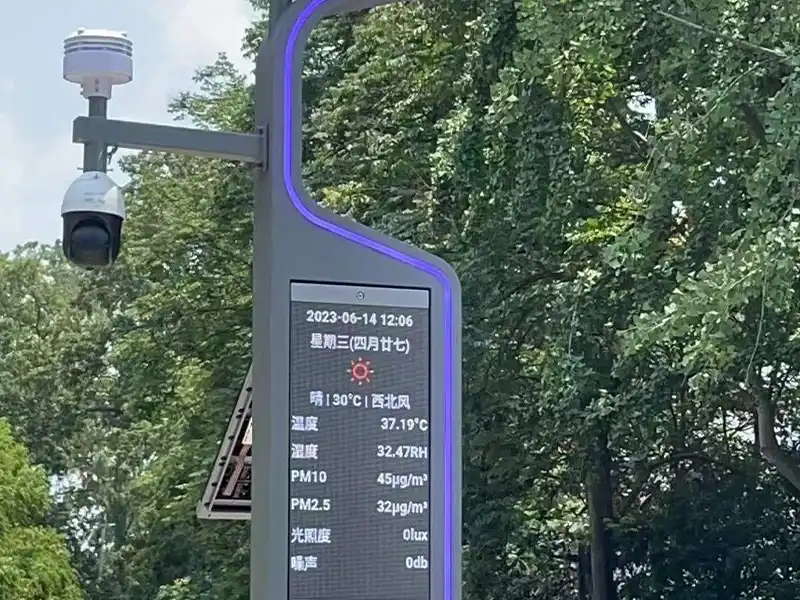 2023-06-14 12:06
星期三(四月廿七)
晴 | 30°C | 西北风
温度 37.19°C
湿度 32.47RH
PM10 45μg/m³
PM2.5 32μg/m³
光照度 0lux
噪声 0db